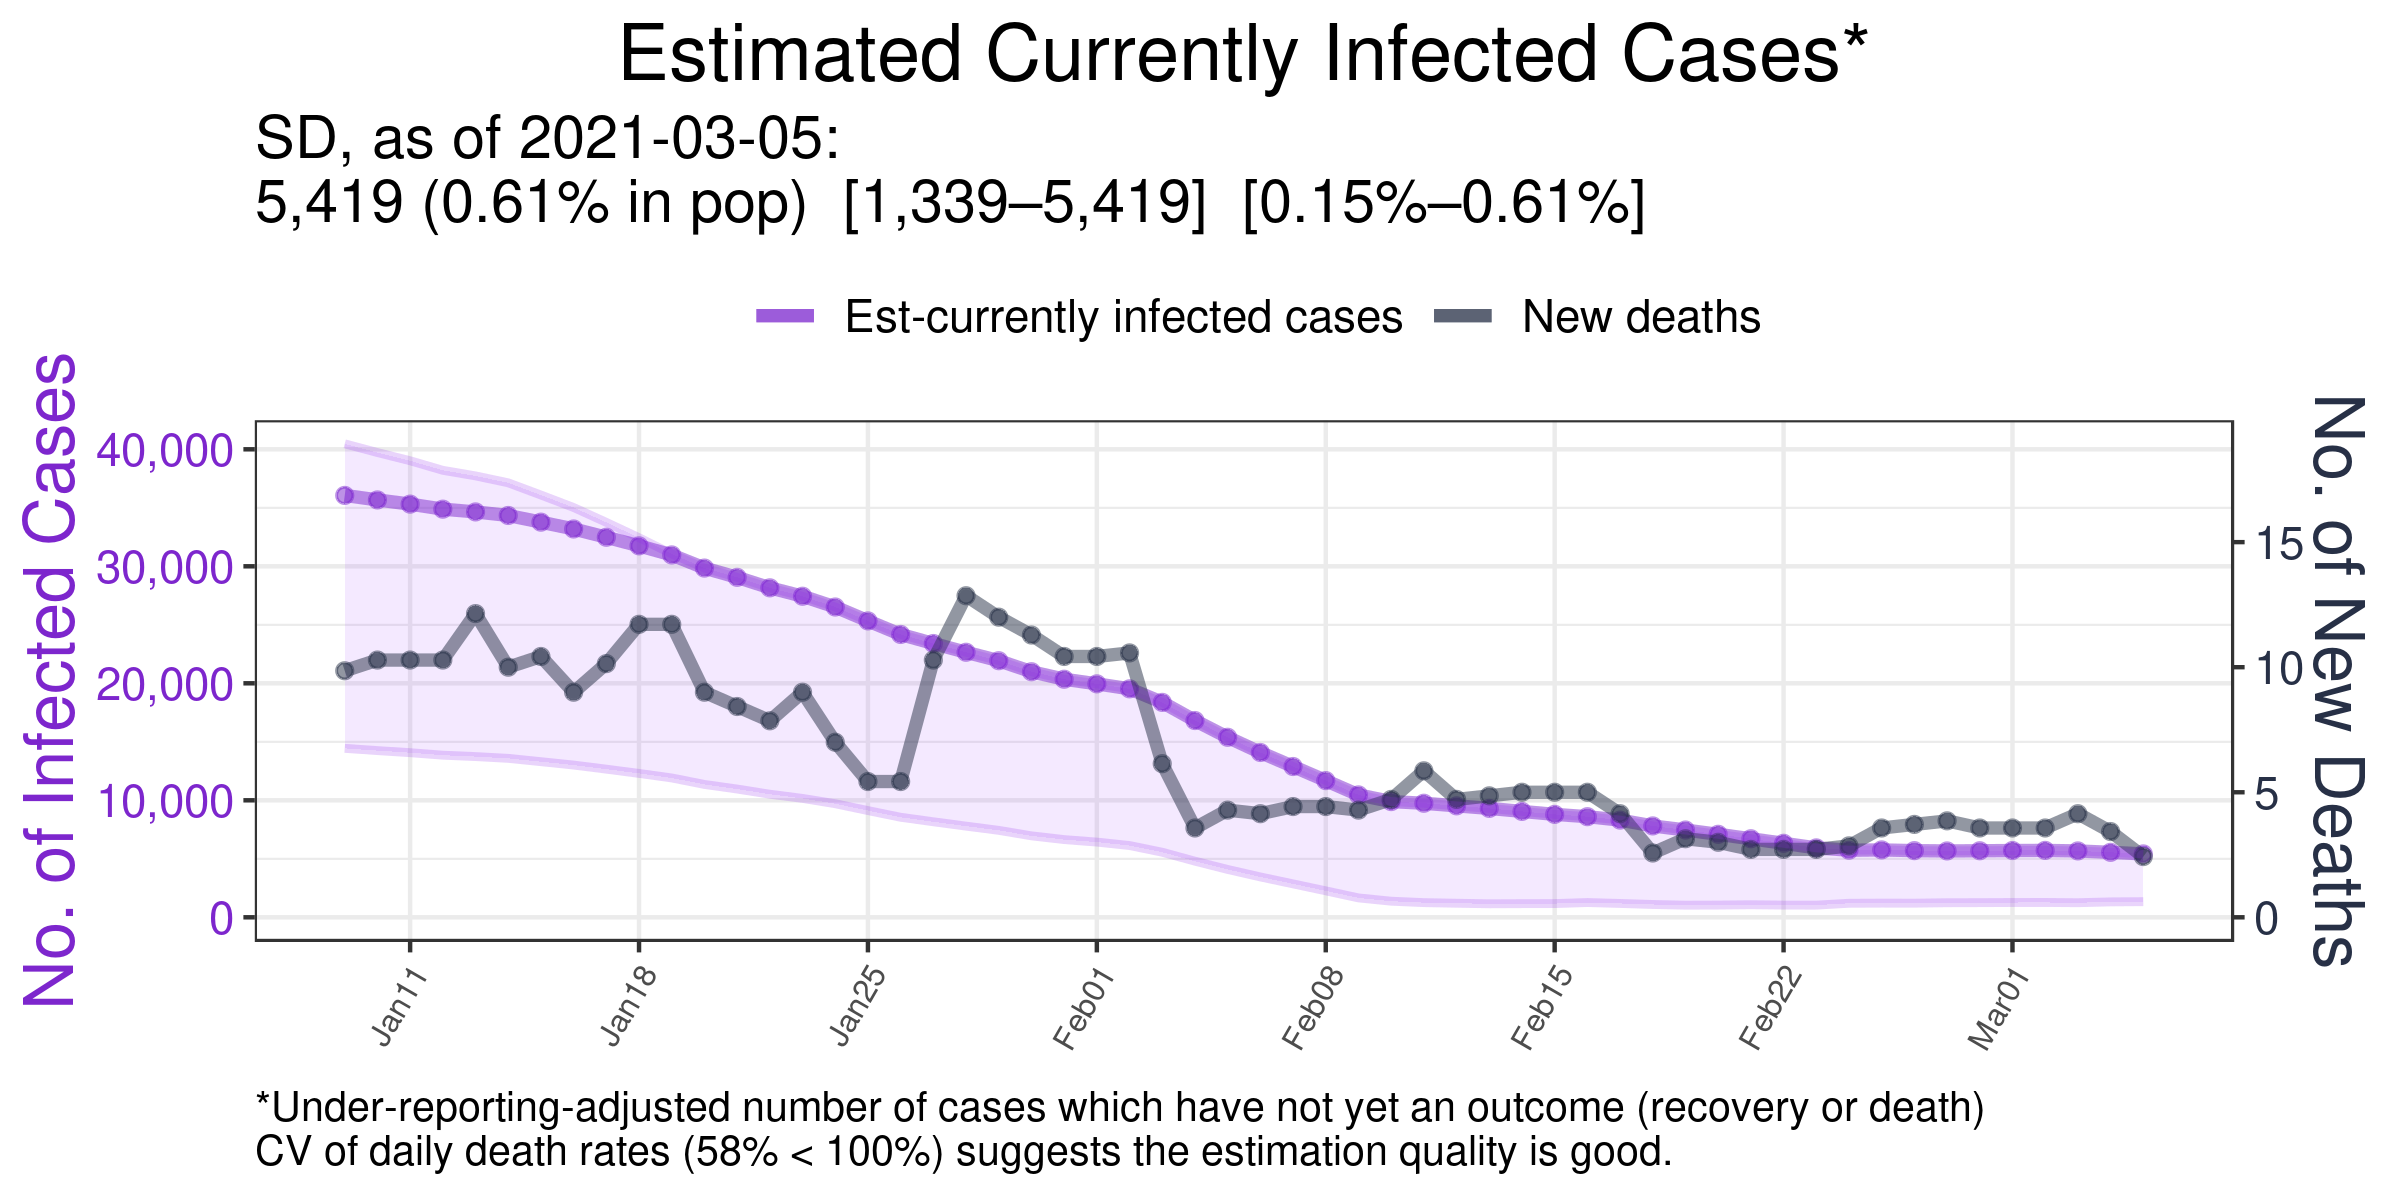 Estimated Currently Infected Cases*
SD, as of 2021-03-05:
5,419 (0.61% in pop) [1,339–5,419] [0.15%–0.61%]
Est-currently infected cases
New deaths
No. of Infected Cases
40,000
30,000
20,000
10,000
0
No. of New Deaths
15
10
5
0
Jan11
Jan18
Jan25
Feb01
Feb08
Feb15
Feb22
Mar01
*Under-reporting-adjusted number of cases which have not yet an outcome (recovery or death)
CV of daily death rates (58% < 100%) suggests the estimation quality is good.